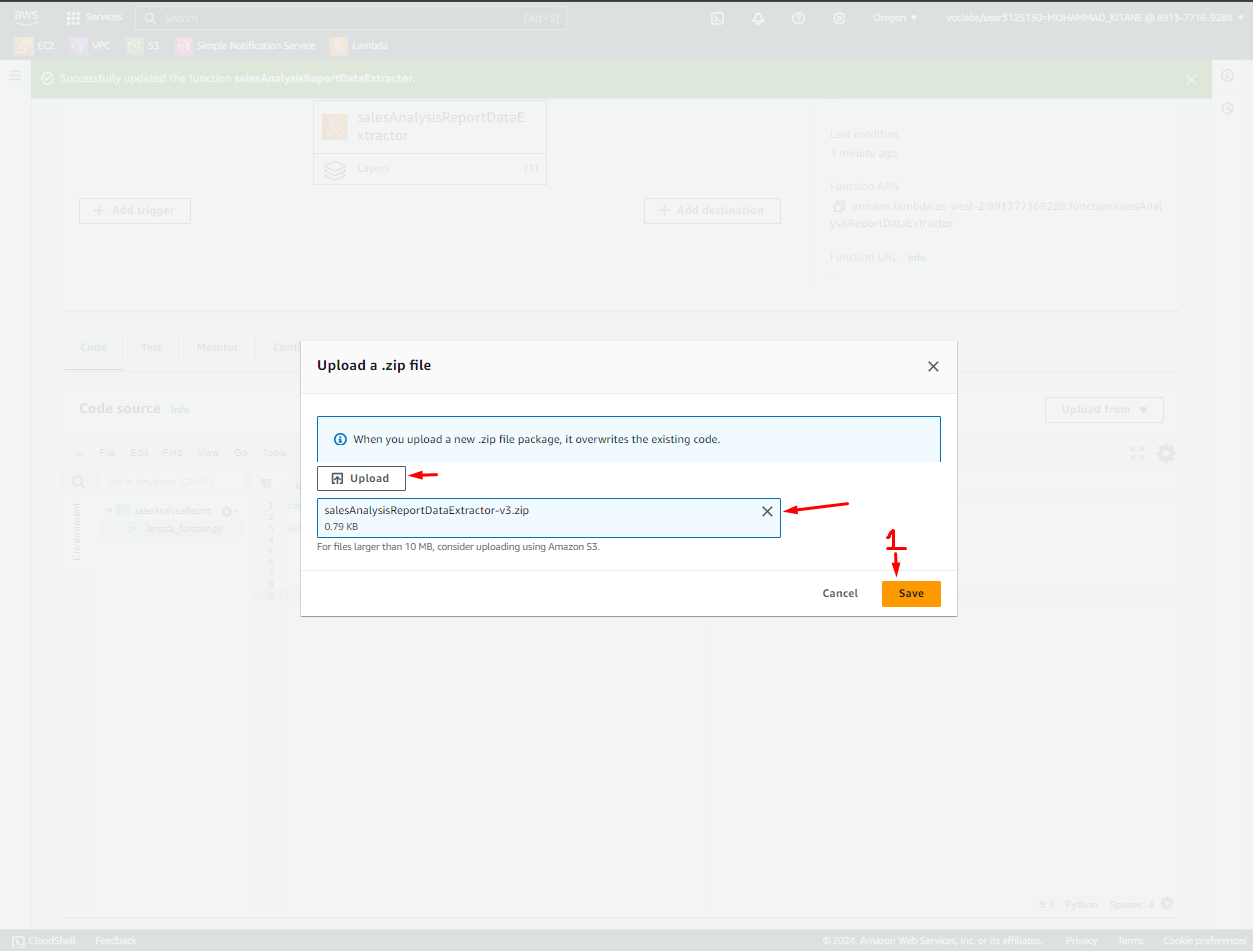 aws
Services
Search
[Alt+S]
Oregon
voclabs/user3125130=MOHAMMAD_KITANE @ 8913-7716-9288
EC2
VPC
S3
Simple Notification Service
Lambda
Successfully updated the function salesAnalysisReportDataExtractor.
salesAnalysisReportDataE
xtractor
Layers
(1)
Add trigger
Add destination
-
Last modified
1 minute ago
Function ARN
arn:aws:lambda:us-west-2:891377169288:function:salesAnal
ysisReportDataExtractor
Function URL Info
-
Code
Test
Monitor
Upload a .zip file
Code source Info
Upload from
When you upload a new .zip file package, it overwrites the existing code.
File Edit Find View Go Tools
Upload
Go to Anything (Ctrl-P)
salesAnalysisReportDataExtractor-v3.zip
0.79 KB
For files larger than 10 MB, consider uploading using Amazon S3.
Environment
salesAnalysisReport
lambda_function.py
1
2
3
4
5
6
7
8
9
1
Cancel
Save
9:1 Python Spaces: 4
CloudShell
Feedback
© 2024, Amazon Web Services, Inc. or its affiliates.
Privacy
Terms
Cookie preferences